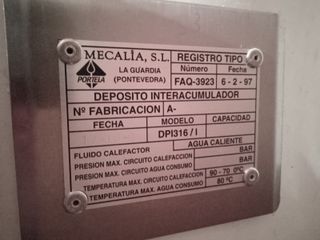 MECALIA, S.L.
LA GUARDIA
(PONTEVEDRA)
PORTELA
REGISTRO TIPO
Número Fecha
FAQ-3923 6-2-97
DEPOSITO INTERACUMULADOR
Nº FABRICACION A-
FECHA MODELO CAPACIDAD
DPI316/I
FLUIDO CALEFACTOR AGUA CALIENTE
PRESION MAX. CIRCUITO CALEFACCION BAR
PRESION MAX. CIRCUITO AGUA CONSUMO BAR
TEMPERATURA MAX. CIRCUITO CALEFACCION 90-70 0ºC
TEMPERATURA MAX. AGUA CONSUMO 80 ºC